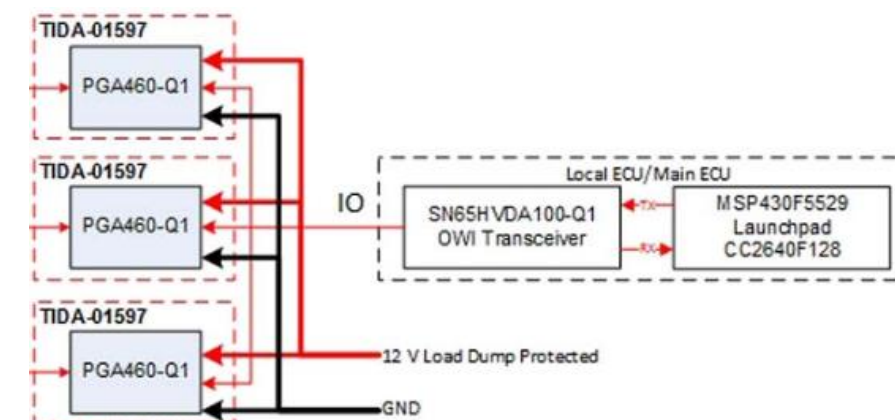 TIDA-01597
PGA460-Q1
TIDA-01597
PGA460-Q1
TIDA-01597
PGA460-Q1
IO
Local ECU/Main ECU
SN65HVDA100-Q1
OWI Transceiver
TX
RX
MSP430F5529
Launchpad
CC2640F128
12 V Load Dump Protected
GND